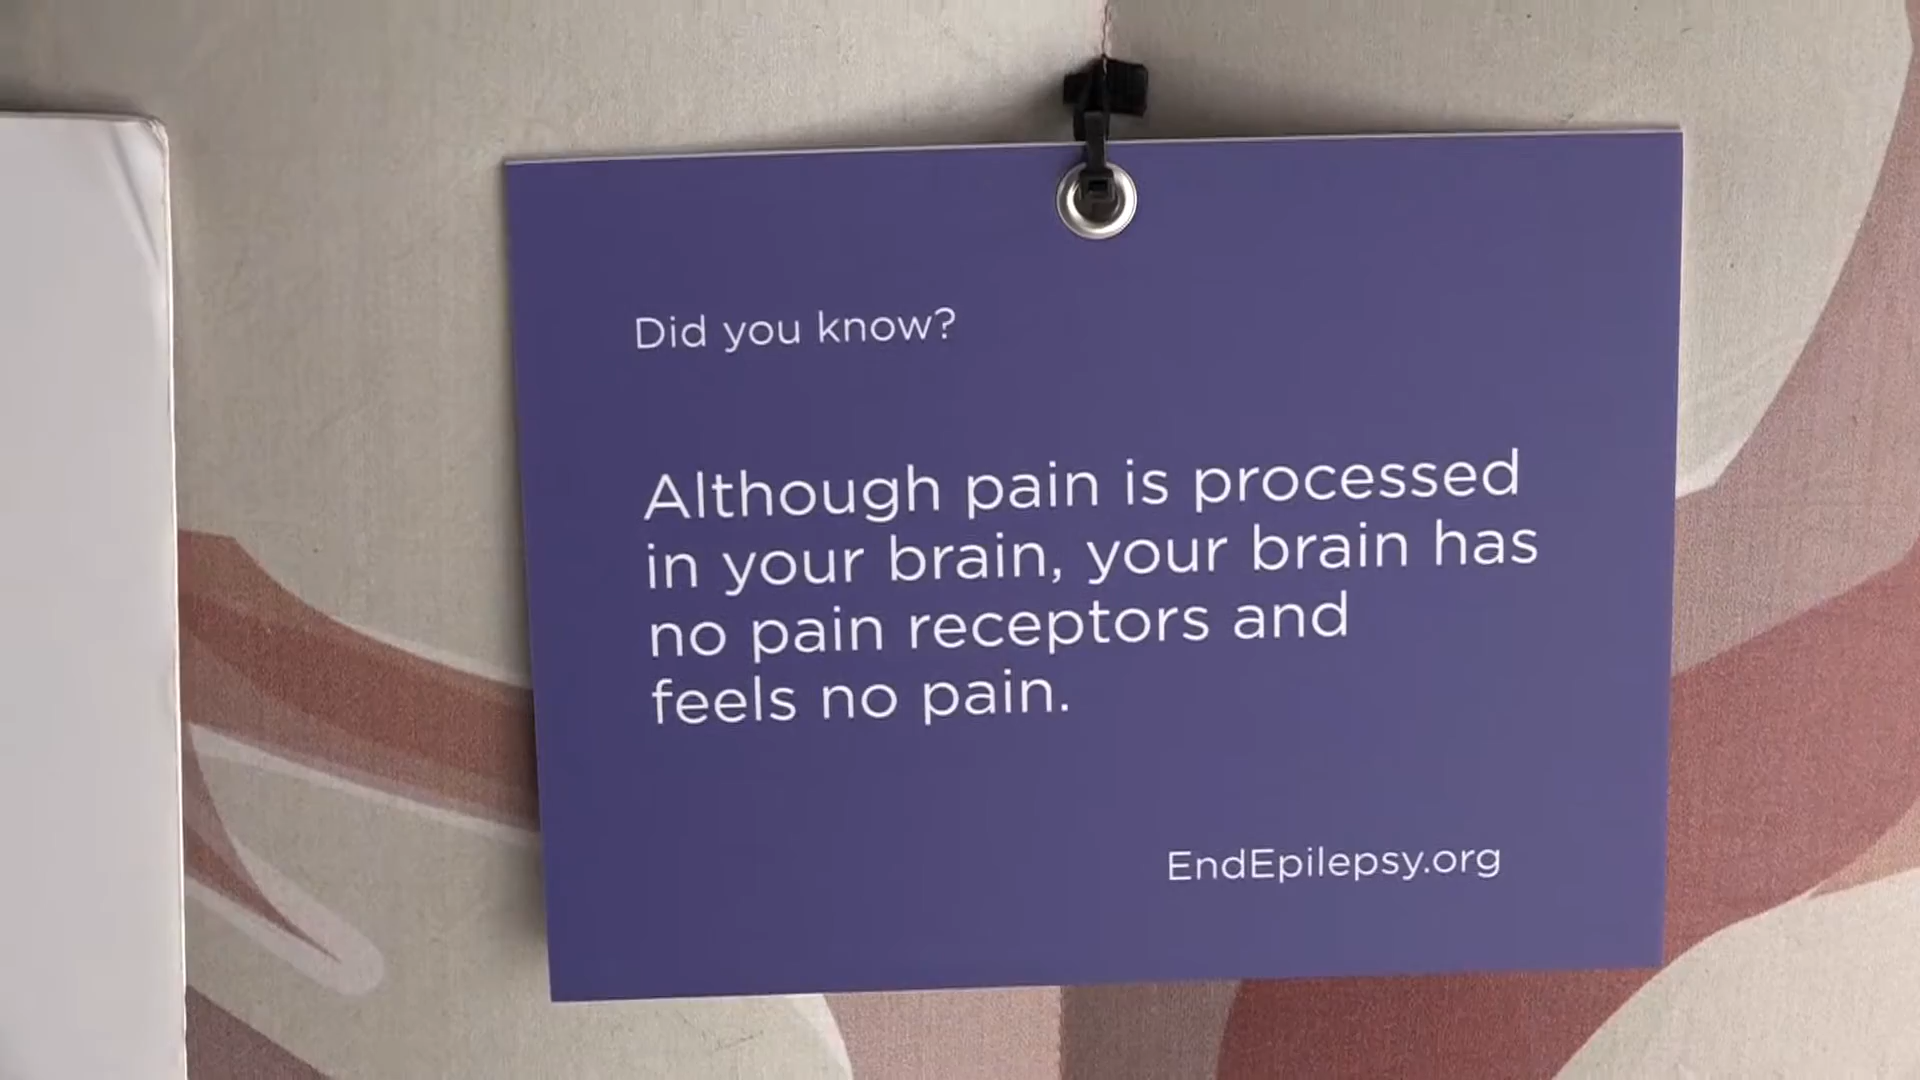 Did you know?
Although pain is processed
in your brain, your brain has
no pain receptors and
feels no pain.
EndEpilepsy.org